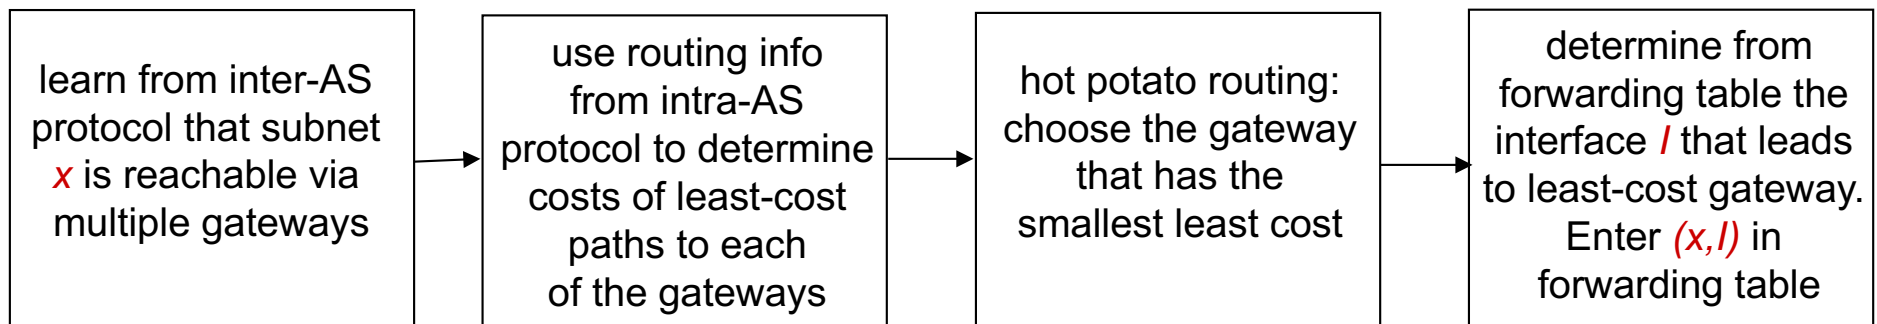 learn from inter-AS
protocol that subnet
x is reachable via
multiple gateways
use routing info
from intra-AS
protocol to determine
costs of least-cost
paths to each
of the gateways
hot potato routing:
choose the gateway
that has the
smallest least cost
determine from
forwarding table the
interface I that leads
to least-cost gateway.
Enter (x,I) in
forwarding table